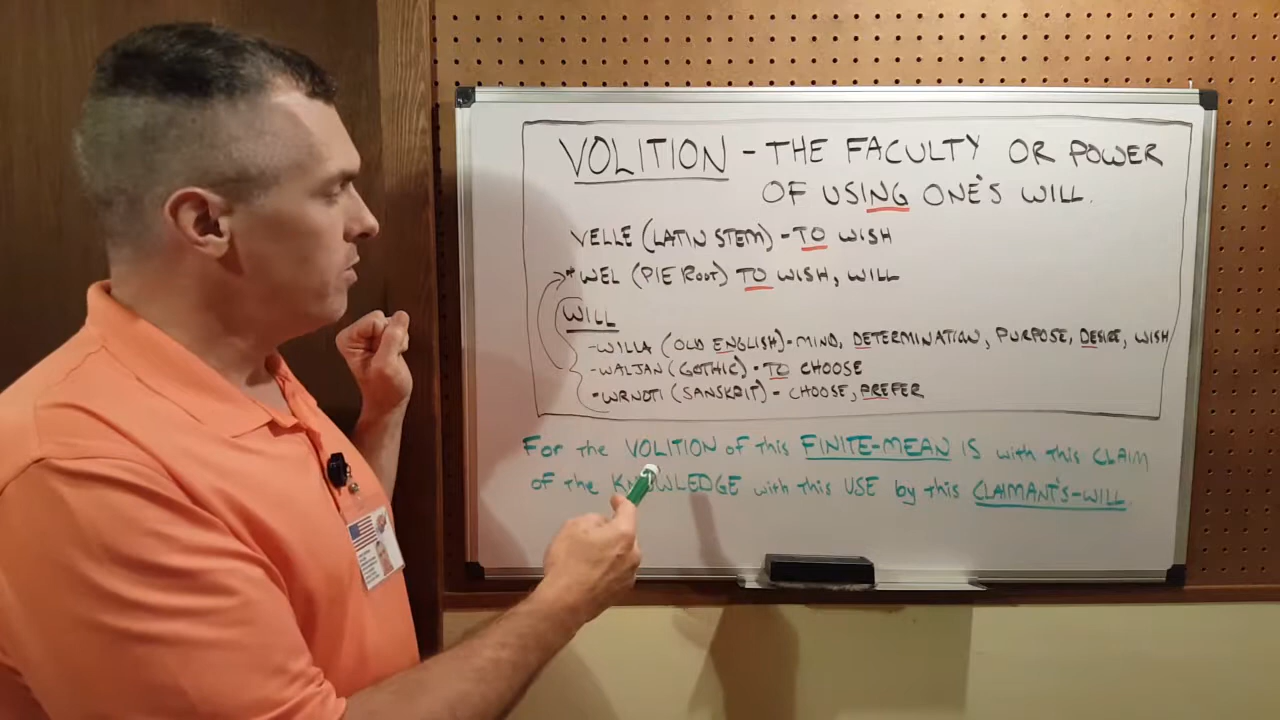 VOLITION - THE FACULTY OR POWER
OF USING ONE'S WILL.
VELLE (LATIN STEM) - TO WISH
*WEL (PIE ROOT) TO WISH, WILL
WILL
-WILLA (OLD ENGLISH) - MIND, DETERMINATION, PURPOSE, DESIRE, WISH
-WALJAN (GOTHIC) - TO CHOOSE
-WRNOTI (SANSKRIT) - CHOOSE, PREFER
For the VOLITION of this FINITE-MEAN IS with this CLAIM
of the KNOWLEDGE with this USE by this CLAIMANT'S-WILL.